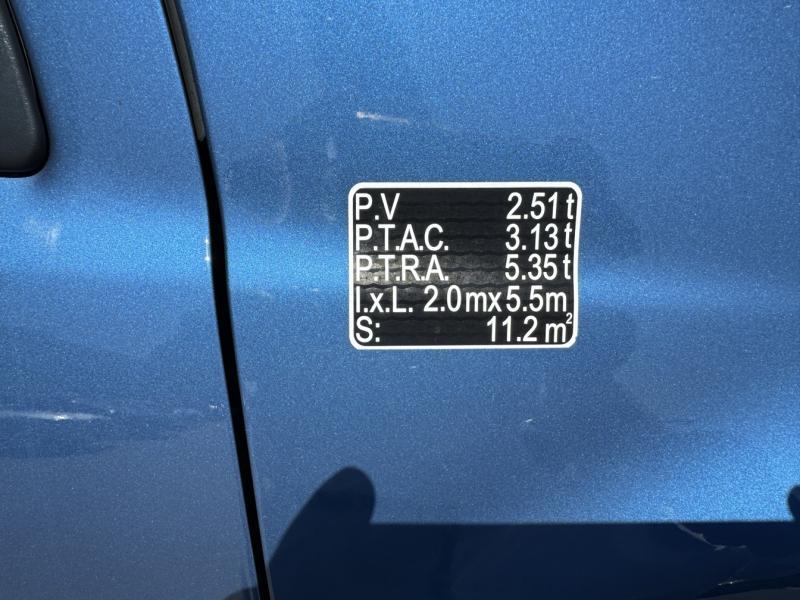 P.V 2.51 t
P.T.A.C. 3.13 t
P.T.R.A. 5.35 t
l.x.L. 2.0mx5.5m
S: 11.2 m²